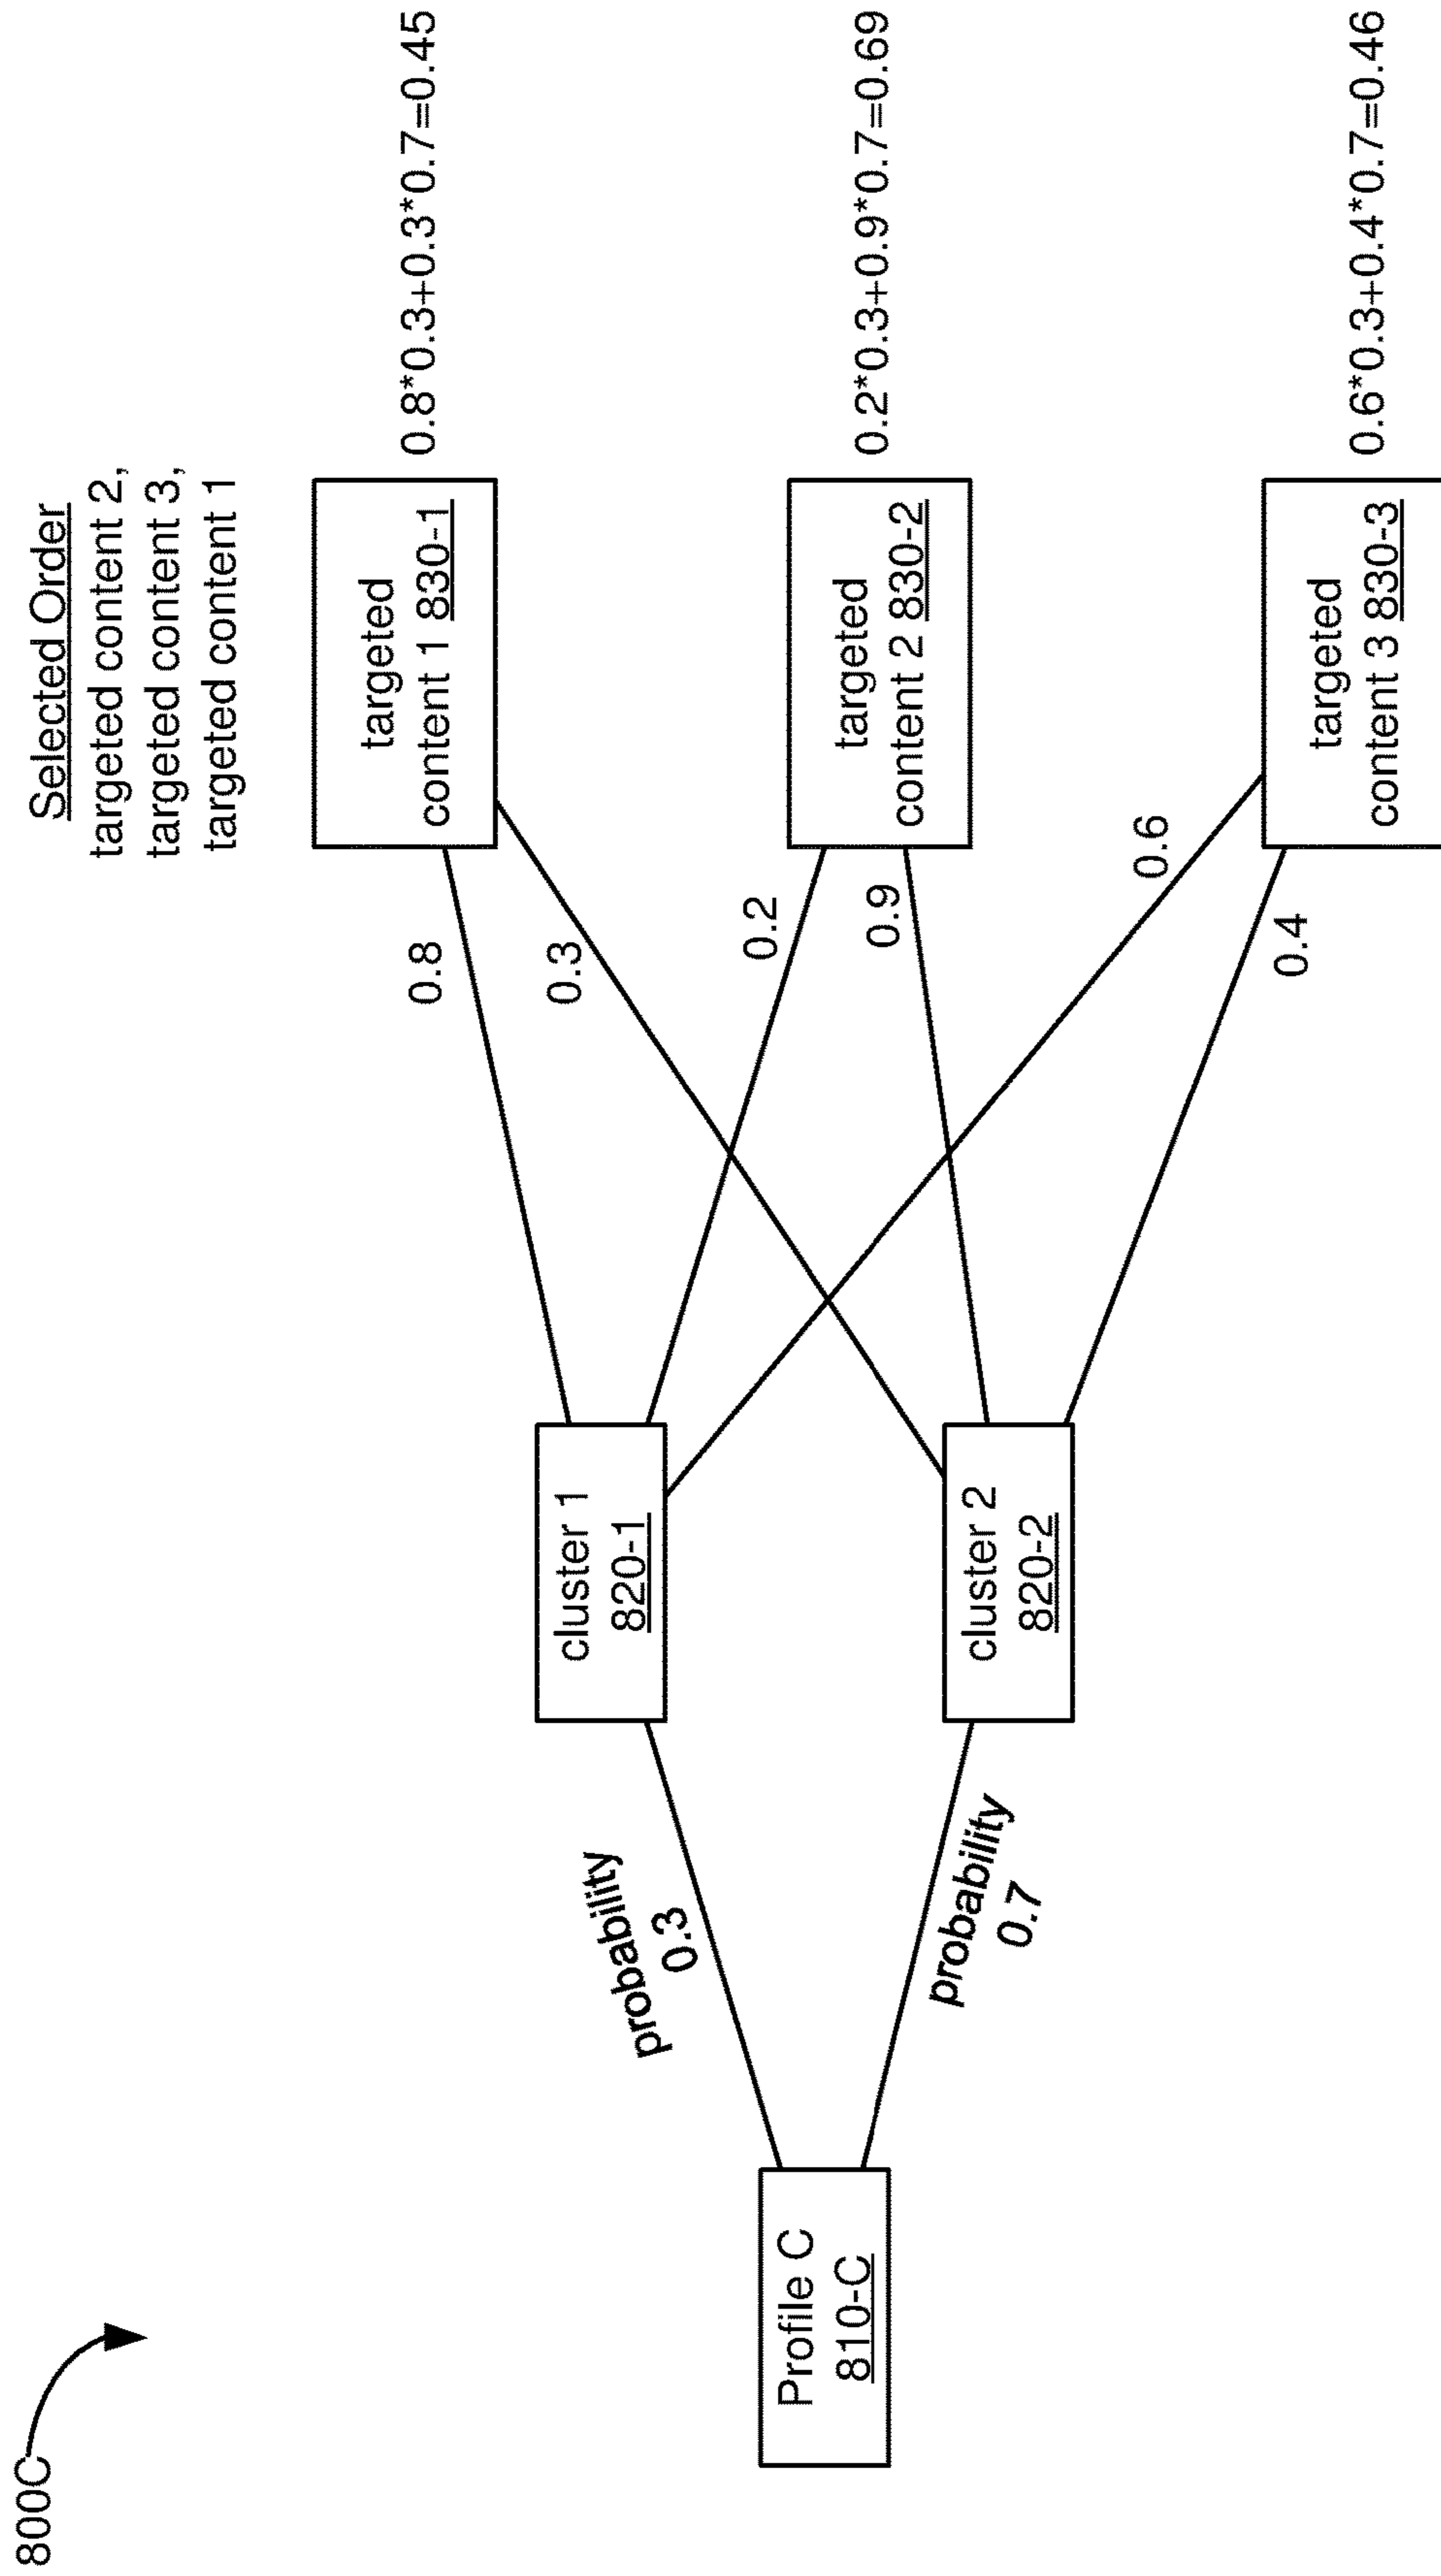 800C
Selected Order
targeted content 2,
targeted content 3,
targeted content 1
targeted
content 1 830-1
0.8*0.3+0.3*0.7=0.45
0.8
0.3
cluster 1
820-1
probability
0.3
Profile C
810-C
0.2
0.9
targeted
content 2 830-2
0.2*0.3+0.9*0.7=0.69
probability
0.7
cluster 2
820-2
0.6
0.4
targeted
content 3 830-3
0.6*0.3+0.4*0.7=0.46